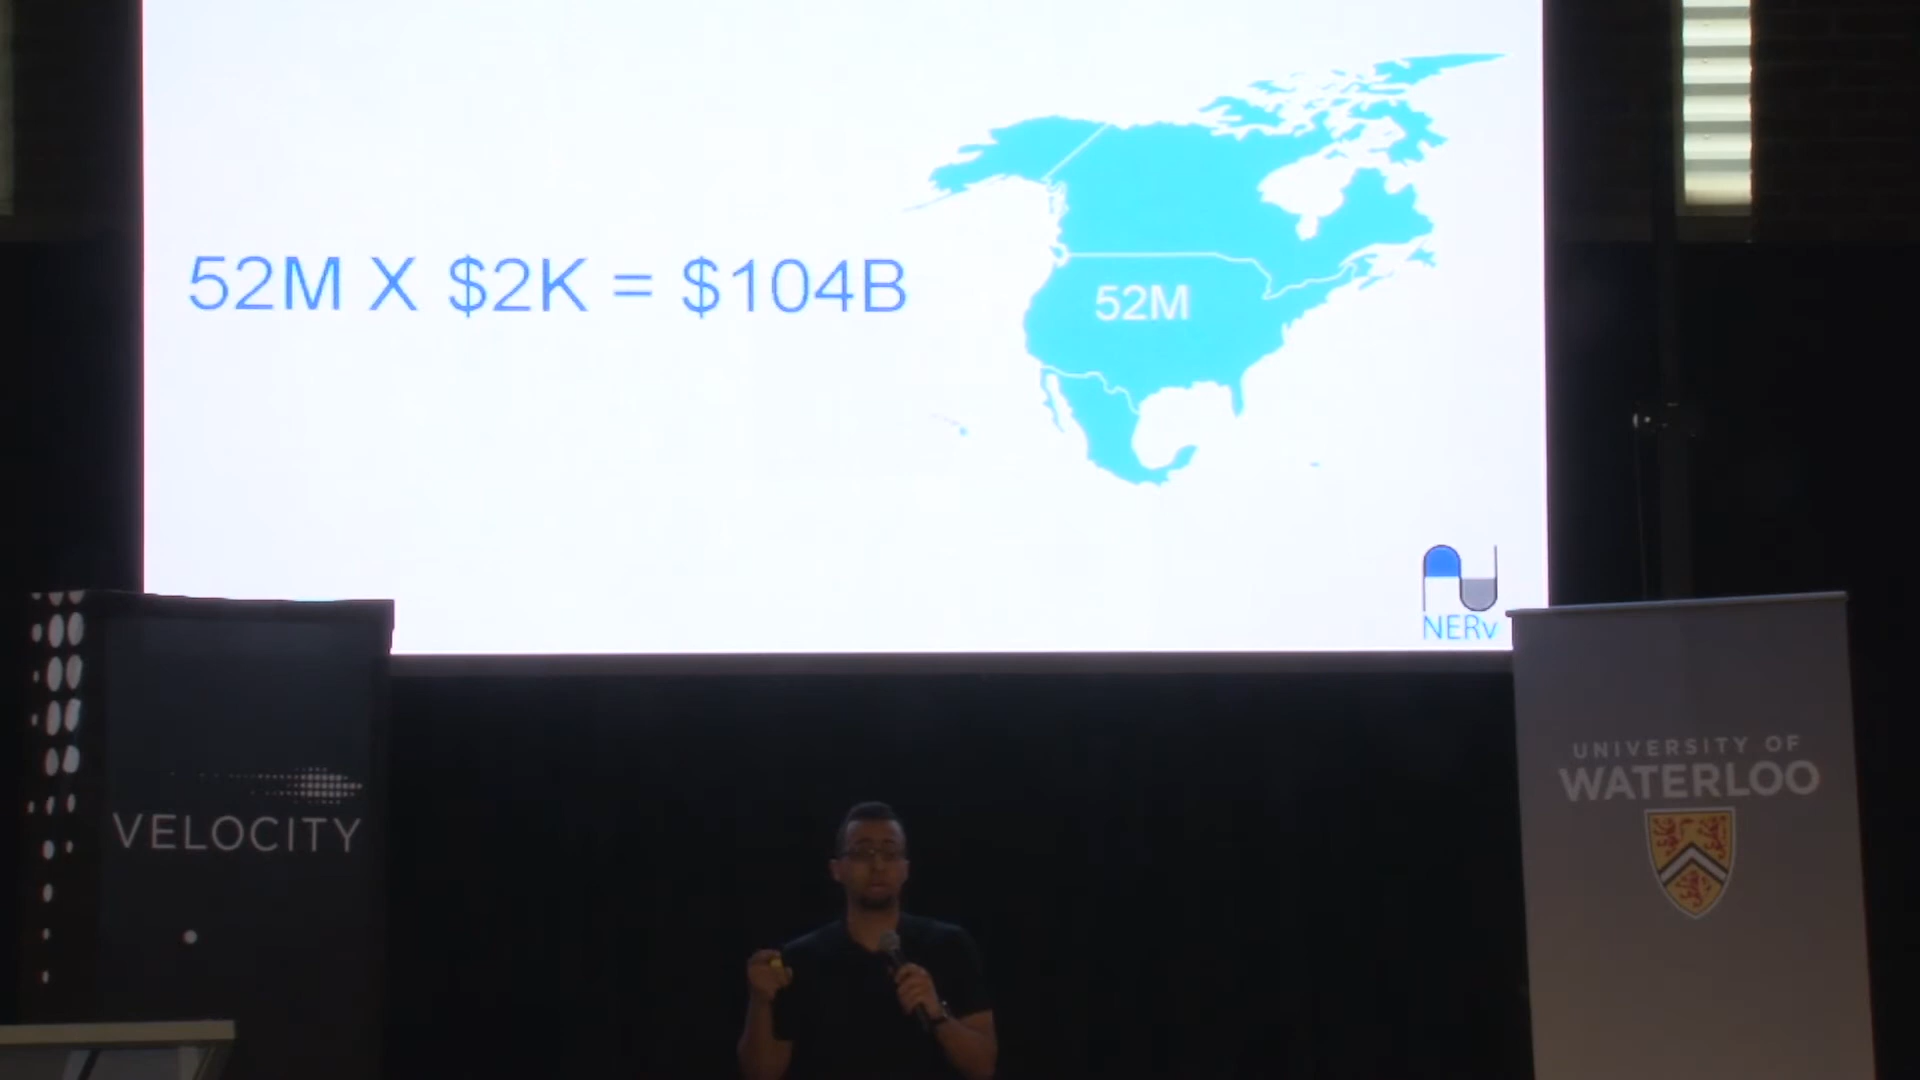 52M X $2K = $104B
52M
NERv
VELOCITY
UNIVERSITY OF
WATERLOO